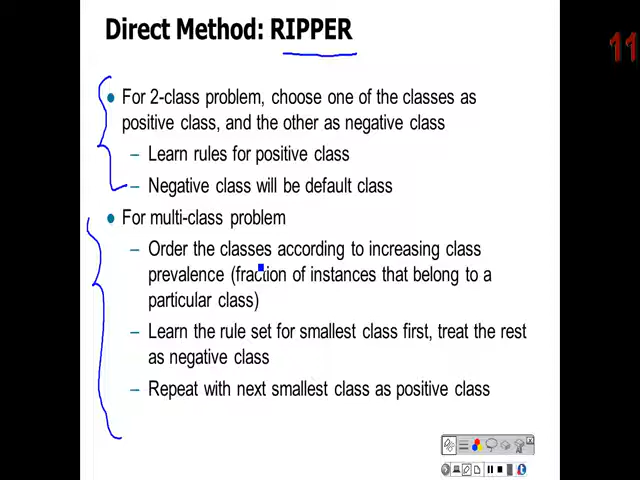 Direct Method: RIPPER
11
For 2-class problem, choose one of the classes as
positive class, and the other as negative class
– Learn rules for positive class
– Negative class will be default class
For multi-class problem
– Order the classes according to increasing class
prevalence (fraction of instances that belong to a
particular class)
– Learn the rule set for smallest class first, treat the rest
as negative class
– Repeat with next smallest class as positive class